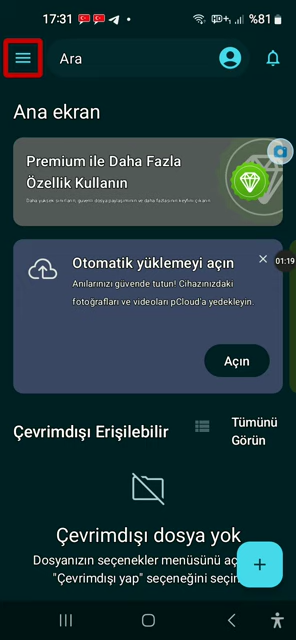 17:31
%81
Ara
Ana ekran
Premium ile Daha Fazla
Özellik Kullanın
Otomatik yüklemeyi açın
01:19
Anılarınızı güvende tutun! Cihazınızdaki
fotoğrafları ve videoları pCloud'a yedekleyin.
Açın
Çevrimdışı Erişilebilir
Tümünü
Görün
Çevrimdışı dosya yok
Dosyanızın seçenekler menüsünü aç
"Çevrimdışı yap" seçeneğini seçin